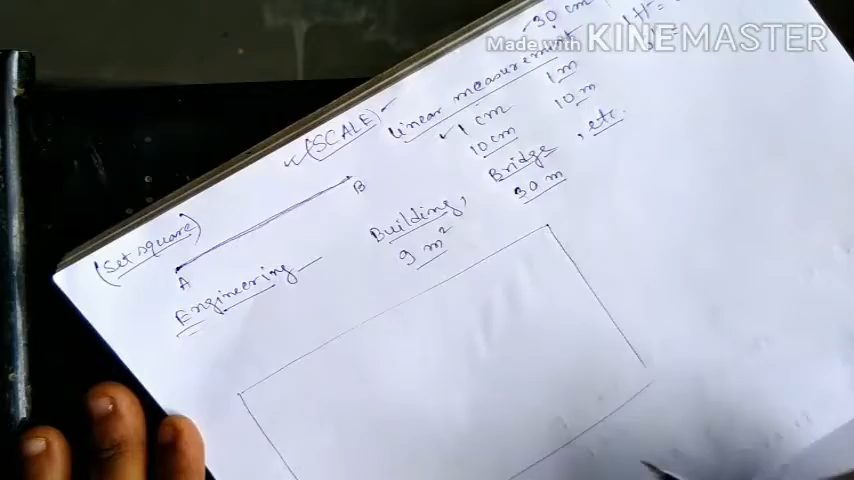 Made with KINEMASTER
30 cm
1 H =
(SCALE)
linear measurement
1 cm 1 m
10 cm 10 m
(Set square)
A B
Engineering — Building, Bridge, etc.
9 m² 30 m